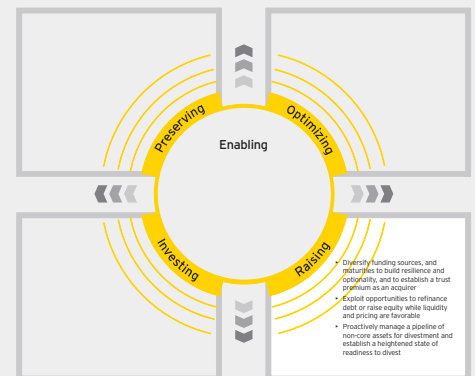 Preserving
Optimizing
Enabling
Investing
Raising
‣ Diversify funding sources, and
maturities to build resilience and
optionality, and to establish a trust
premium as an acquirer
‣ Exploit opportunities to refinance
debt or raise equity while liquidity
and pricing are favorable
‣ Proactively manage a pipeline of
non-core assets for divestment and
establish a heightened state of
readiness to divest